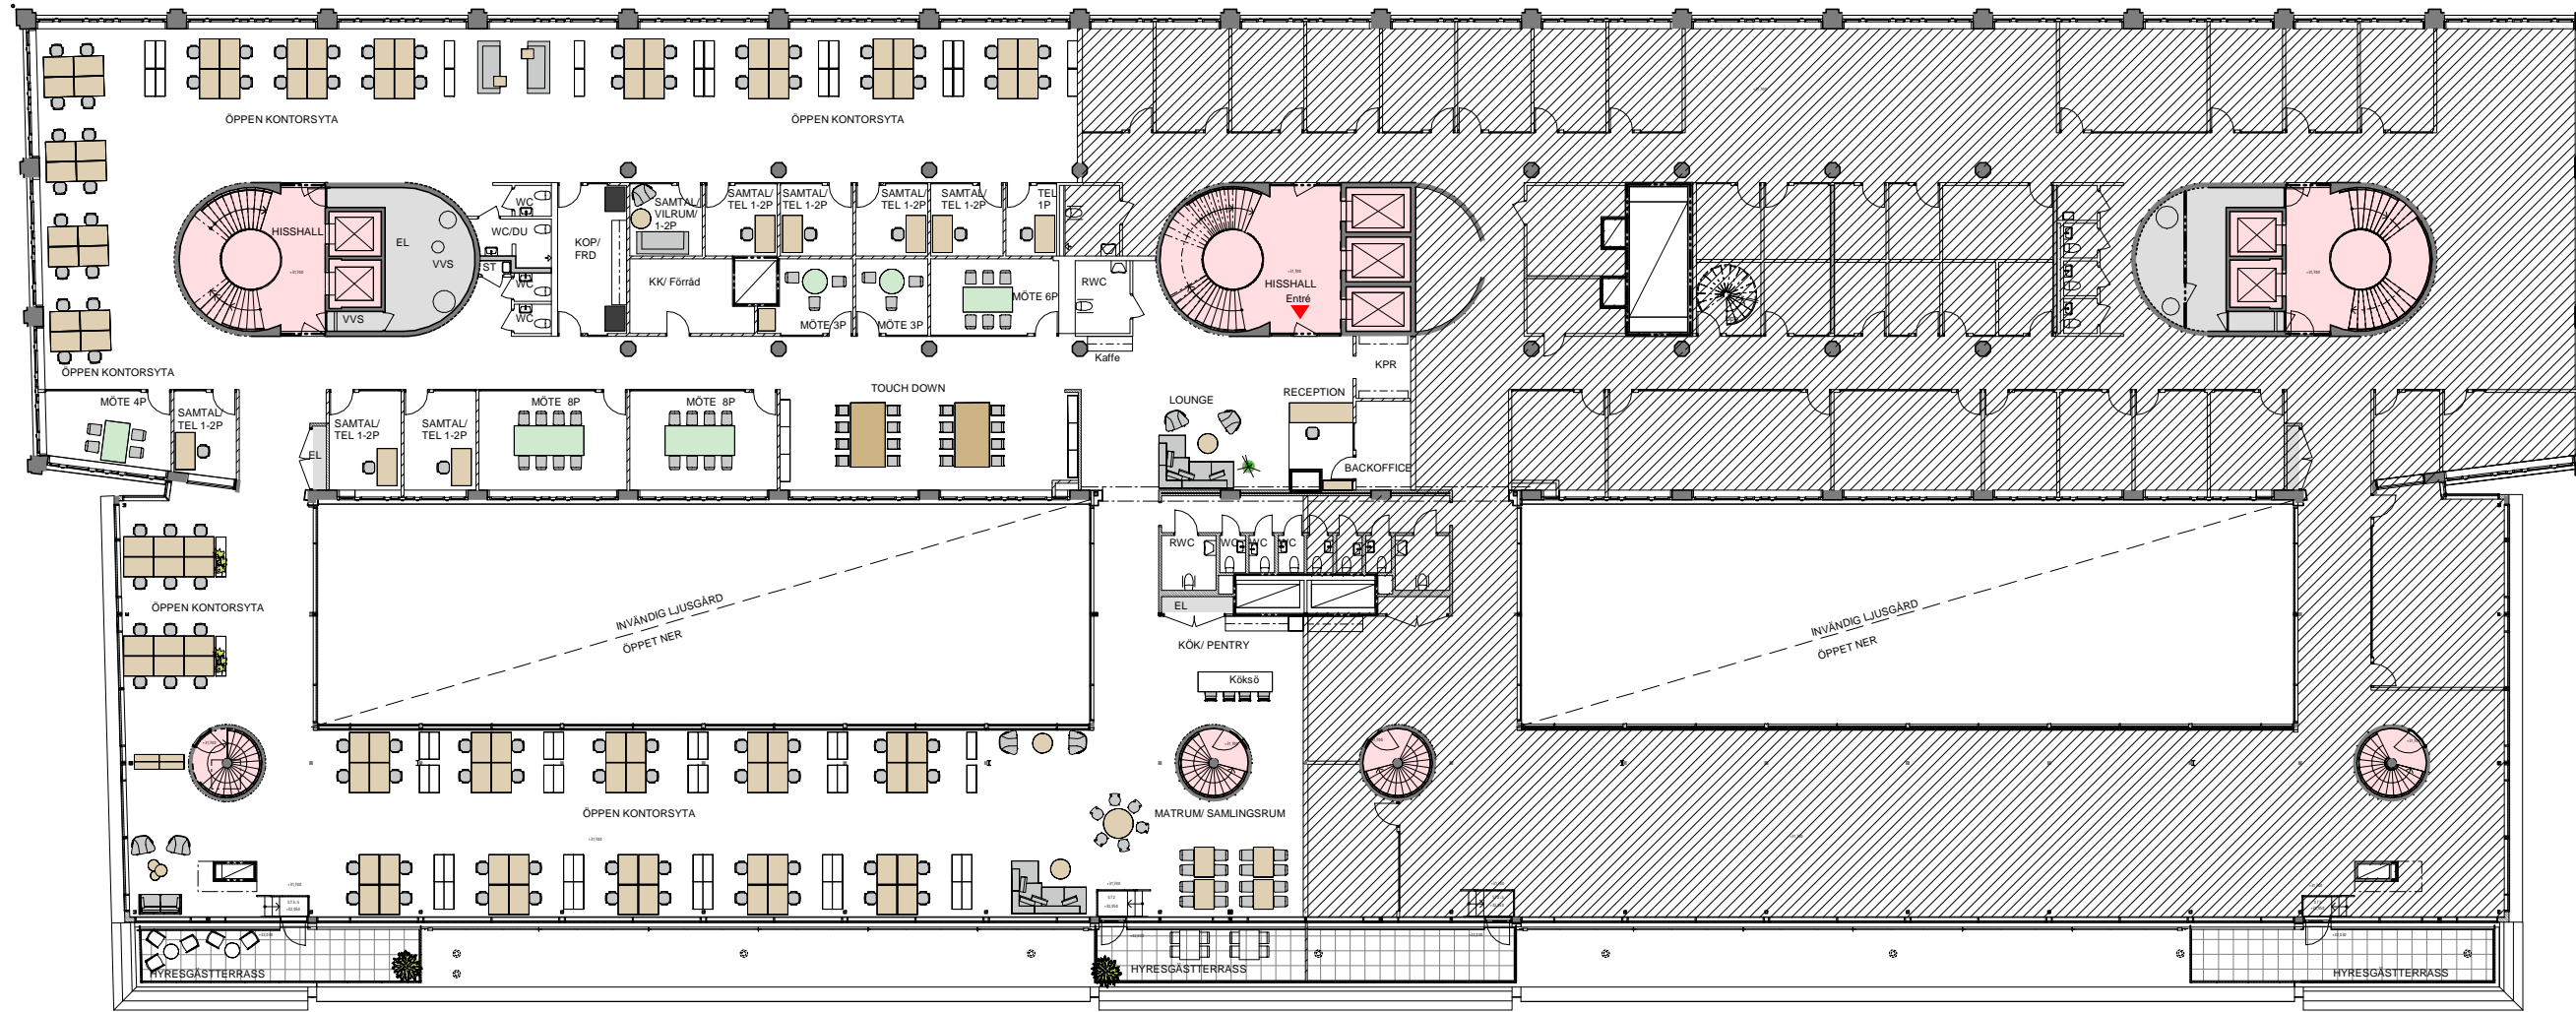 ÖPPEN KONTORSYTA
ÖPPEN KONTORSYTA
HISSHALL
EL
VVS
VVS
WC
WC/DU
ST
WC
WC
KOP/
FRD
SAMTAL/
VILRUM/
1-2P
SAMTAL/
TEL 1-2P
SAMTAL/
TEL 1-2P
SAMTAL/
TEL 1-2P
SAMTAL/
TEL 1-2P
TEL
1P
KK/ Förråd
MÖTE 3P
MÖTE 3P
MÖTE 6P
RWC
HISSHALL
Entré
Kaffe
KPR
ÖPPEN KONTORSYTA
MÖTE 4P
SAMTAL/
TEL 1-2P
EL
SAMTAL/
TEL 1-2P
SAMTAL/
TEL 1-2P
MÖTE 8P
MÖTE 8P
TOUCH DOWN
LOUNGE
RECEPTION
BACKOFFICE
RWC
WC
WC
WC
EL
ÖPPEN KONTORSYTA
INVÄNDIG LJUSGÅRD
ÖPPET NER
INVÄNDIG LJUSGÅRD
ÖPPET NER
KÖK/ PENTRY
Köksö
ÖPPEN KONTORSYTA
MATRUM/ SAMLINGSRUM
HYRESGÄSTTERRASS
HYRESGÄSTTERRASS
HYRESGÄSTTERRASS